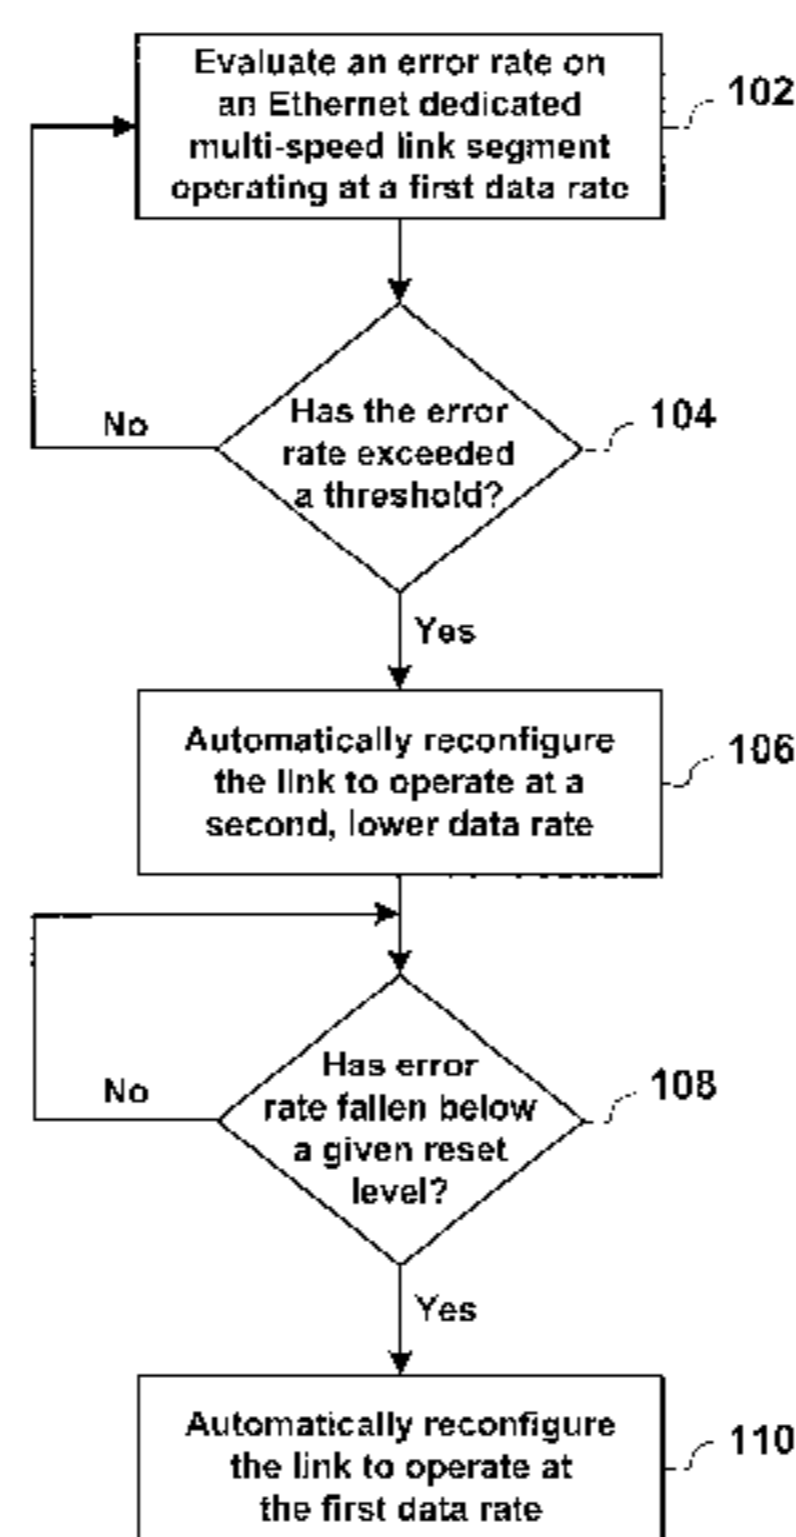 Evaluate an error rate on
an Ethernet dedicated
multi-speed link segment
operating at a first data rate
102
Has the error
rate exceeded
a threshold?
104
No
Yes
Automatically reconfigure
the link to operate at a
second, lower data rate
106
Has error
rate fallen below
a given reset
level?
108
No
Yes
Automatically reconfigure
the link to operate at
the first data rate
110